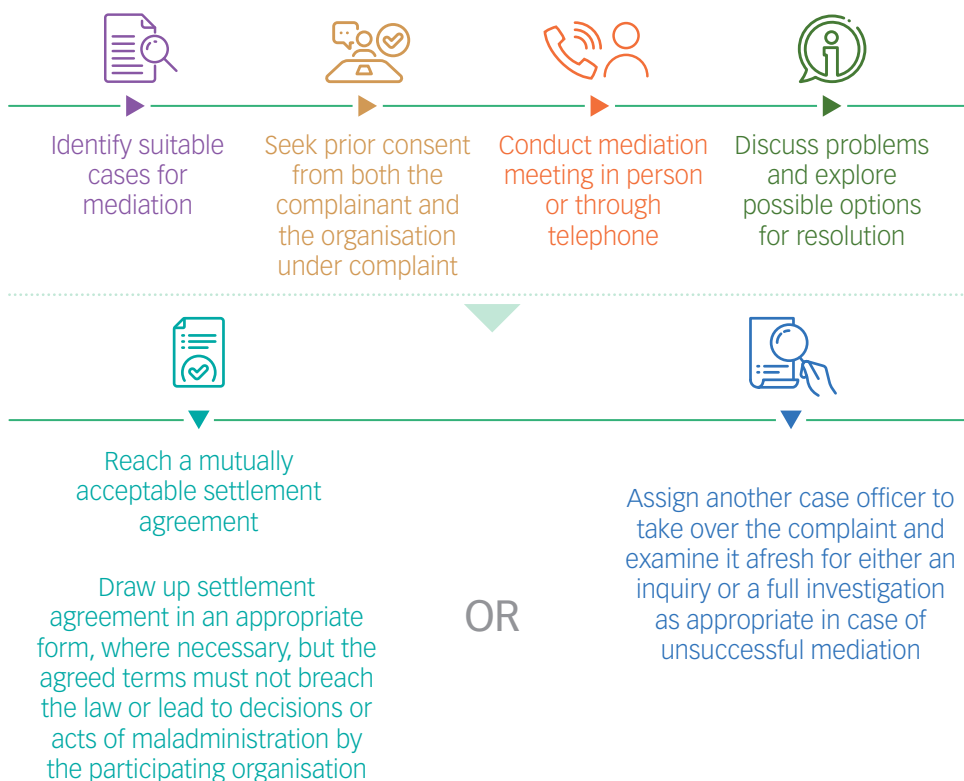 Identify suitable
cases for
mediation
Seek prior consent
from both the
complainant and
the organisation
under complaint
Conduct mediation
meeting in person
or through
telephone
Discuss problems
and explore
possible options
for resolution
Reach a mutually
acceptable settlement
agreement
Draw up settlement
agreement in an appropriate
form, where necessary, but the
agreed terms must not breach
the law or lead to decisions or
acts of maladministration by
the participating organisation
OR
Assign another case officer to
take over the complaint and
examine it afresh for either an
inquiry or a full investigation
as appropriate in case of
unsuccessful mediation